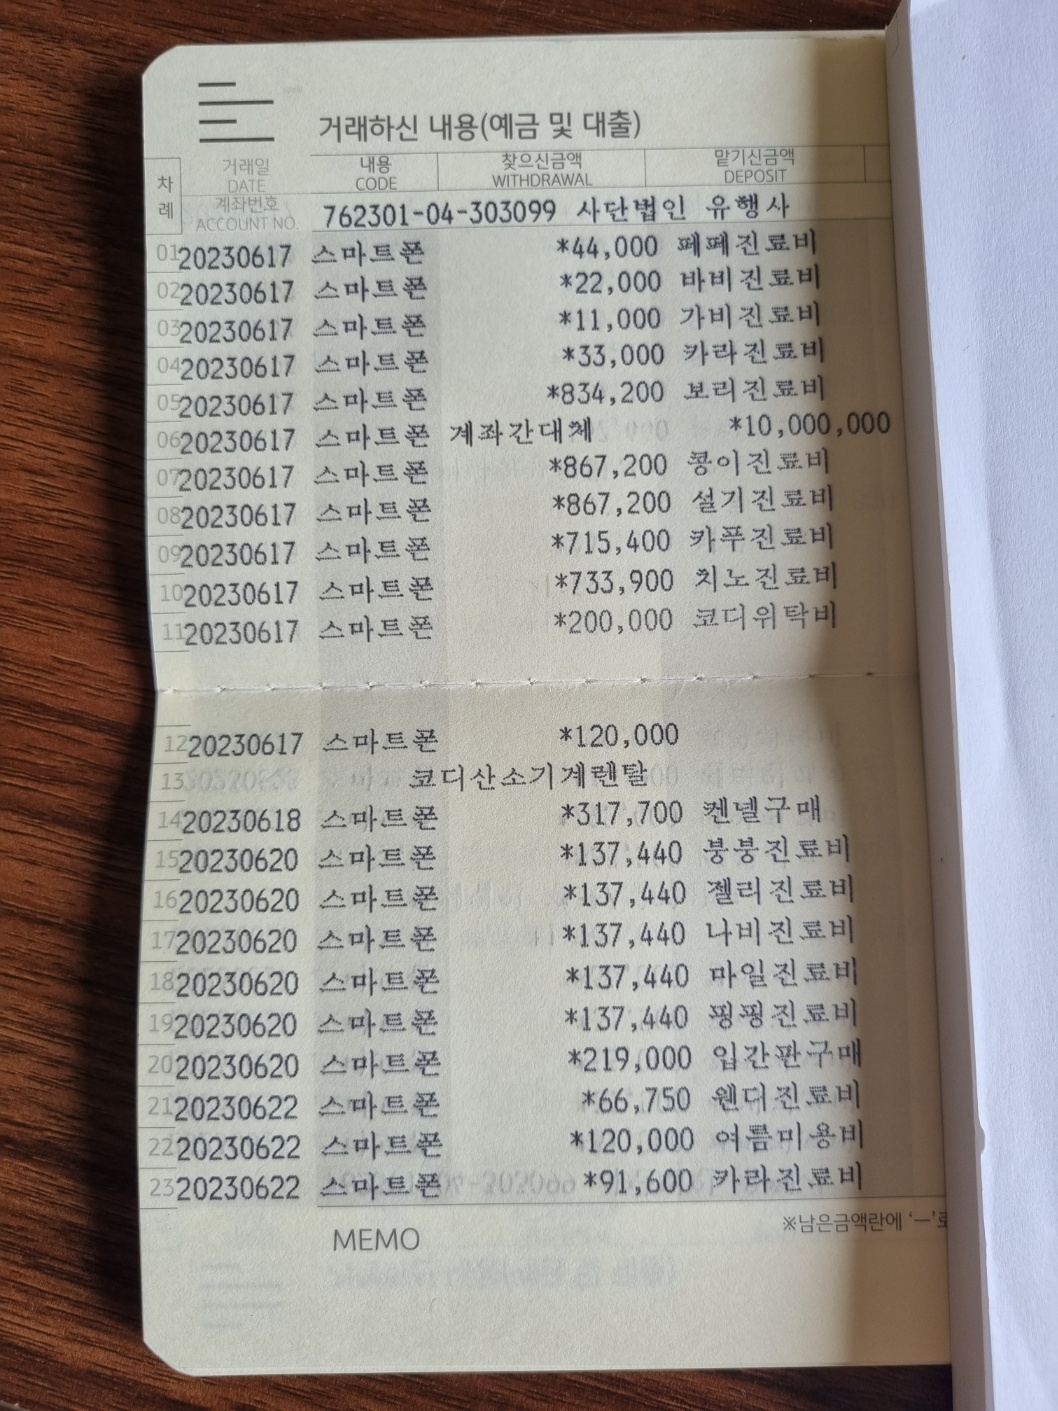 거래하신 내용(예금 및 대출)
차례 거래일 DATE 계좌번호 ACCOUNT NO. 내용 CODE 찾으신금액 WITHDRAWAL 맡기신금액 DEPOSIT
762301-04-303099 사단법인 유행사
01 20230617 스마트폰 *44,000 페페진료비
02 20230617 스마트폰 *22,000 바비진료비
03 20230617 스마트폰 *11,000 가비진료비
04 20230617 스마트폰 *33,000 카라진료비
05 20230617 스마트폰 *834,200 보리진료비
06 20230617 스마트폰 계좌간대체 *10,000,000
07 20230617 스마트폰 *867,200 콩이진료비
08 20230617 스마트폰 *867,200 설기진료비
09 20230617 스마트폰 *715,400 카푸진료비
10 20230617 스마트폰 *733,900 치노진료비
11 20230617 스마트폰 *200,000 코디위탁비
12 20230617 스마트폰 *120,000
13 코디산소기계렌탈
14 20230618 스마트폰 *317,700 켄넬구매
15 20230620 스마트폰 *137,440 붕붕진료비
16 20230620 스마트폰 *137,440 젤리진료비
17 20230620 스마트폰 *137,440 나비진료비
18 20230620 스마트폰 *137,440 마일진료비
19 20230620 스마트폰 *137,440 핑핑진료비
20 20230620 스마트폰 *219,000 입간판구매
21 20230622 스마트폰 *66,750 웬디진료비
22 20230622 스마트폰 *120,000 여름미용비
23 20230622 스마트폰 *91,600 카라진료비
※남은금액란에 '-'로
MEMO